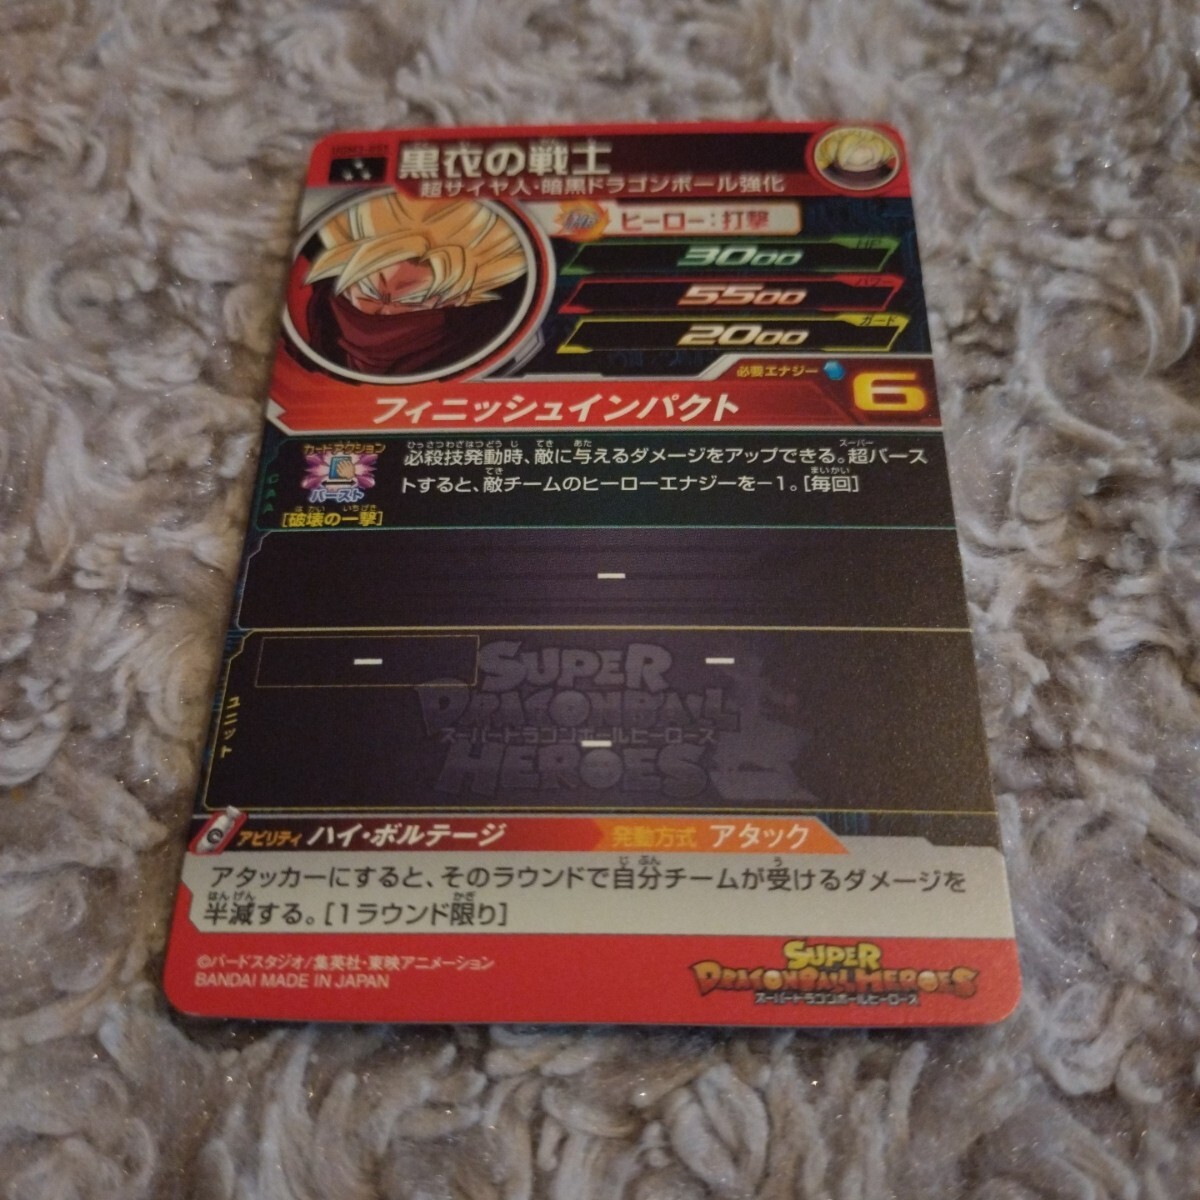 黒衣の戦士
超サイヤ人・暗黒ドラゴンボール強化
ヒーロー:打撃
HP
3000
パワー
5500
ガード
2000
必要エナジー
6
フィニッシュインパクト
CAA
カードアクション
バースト
[破壊の一撃]
必殺技発動時、敵に与えるダメージをアップできる。超バース
トすると、敵チームのヒーローエナジーを−1。[毎回]
ー
ユニット
ー
ー
ー
SUPER
DRAGONBALL
スーパードラゴンボールヒーローズ
HEROES
アビリティ ハイ・ボルテージ
発動方式 アタック
アタッカーにすると、そのラウンドで自分チームが受けるダメージを
半減する。[1ラウンド限り]
©バードスタジオ/集英社・東映アニメーション
BANDAI MADE IN JAPAN
SUPER
DRAGONBALL HEROES
スーパードラゴンボールヒーローズ